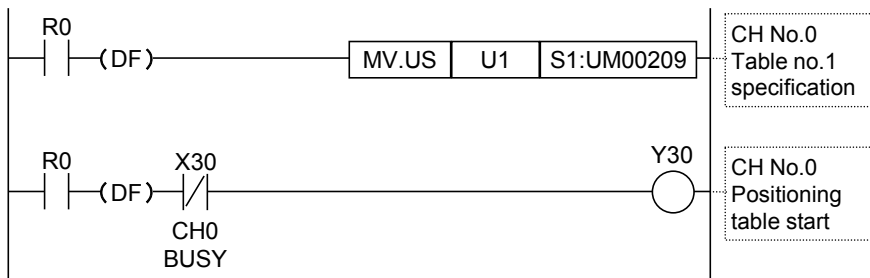 R0
(DF)
MV.US U1 S1:UM00209
CH No.0
Table no.1
specification
R0
(DF)
X30
CH0
BUSY
Y30
CH No.0
Positioning
table start